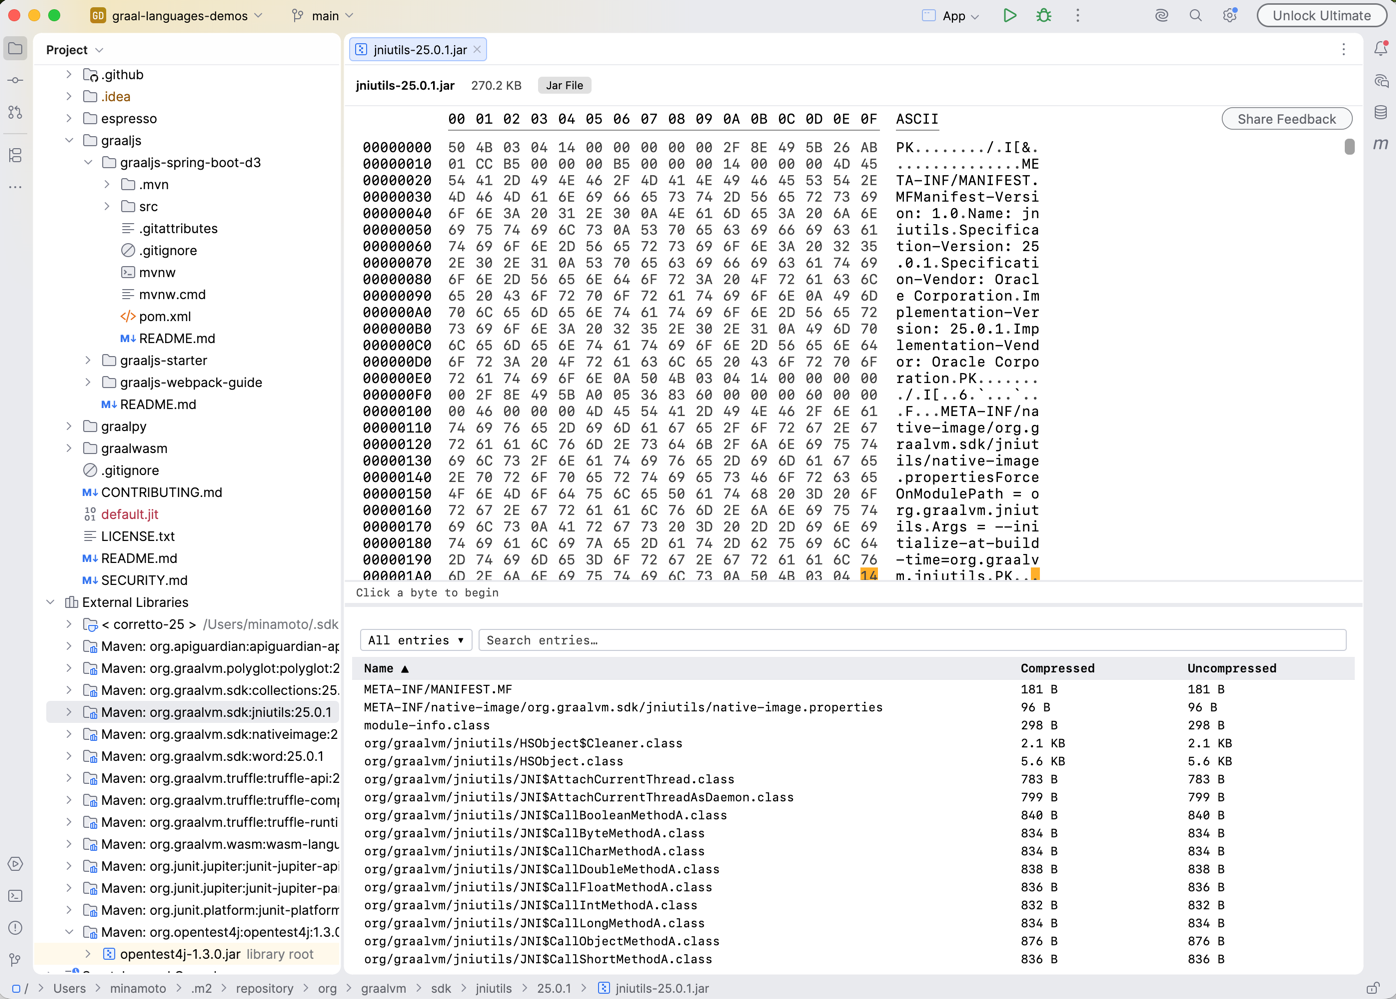 GD graal-languages-demos main App Unlock Ultimate
Project
.github
.idea
espresso
graaljs
graaljs-spring-boot-d3
.mvn
src
.gitattributes
.gitignore
mvnw
mvnw.cmd
</> pom.xml
M↓ README.md
graaljs-starter
graaljs-webpack-guide
M↓ README.md
graalpy
graalwasm
.gitignore
M↓ CONTRIBUTING.md
default.jit
LICENSE.txt
M↓ README.md
M↓ SECURITY.md
External Libraries
< corretto-25 > /Users/minamoto/.sdk
Maven: org.apiguardian:apiguardian-ap
Maven: org.graalvm.polyglot:polyglot:2
Maven: org.graalvm.sdk:collections:25.
Maven: org.graalvm.sdk:jniutils:25.0.1
Maven: org.graalvm.sdk:nativeimage:2
Maven: org.graalvm.sdk:word:25.0.1
Maven: org.graalvm.truffle:truffle-api:2
Maven: org.graalvm.truffle:truffle-comp
Maven: org.graalvm.truffle:truffle-runti
Maven: org.graalvm.wasm:wasm-langu
Maven: org.junit.jupiter:junit-jupiter-api
Maven: org.junit.jupiter:junit-jupiter-pa
Maven: org.junit.platform:junit-platform
Maven: org.opentest4j:opentest4j:1.3.0
opentest4j-1.3.0.jar library root
jniutils-25.0.1.jar
jniutils-25.0.1.jar 270.2 KB Jar File
00 01 02 03 04 05 06 07 08 09 0A 0B 0C 0D 0E 0F ASCII
Share Feedback
00000000 50 4B 03 04 14 00 00 00 00 00 2F 8E 49 5B 26 AB PK......../.I[&.
00000010 01 CC B5 00 00 00 B5 00 00 00 14 00 00 00 4D 45 ..............ME
00000020 54 41 2D 49 4E 46 2F 4D 41 4E 49 46 45 53 54 2E TA-INF/MANIFEST.
00000030 4D 46 4D 61 6E 69 66 65 73 74 2D 56 65 72 73 69 MFManifest-Versi
00000040 6F 6E 3A 20 31 2E 30 0A 4E 61 6D 65 3A 20 6A 6E on: 1.0.Name: jn
00000050 69 75 74 69 6C 73 0A 53 70 65 63 69 66 69 63 61 iutils.Specifica
00000060 74 69 6F 6E 2D 56 65 72 73 69 6F 6E 3A 20 32 35 tion-Version: 25
00000070 2E 30 2E 31 0A 53 70 65 63 69 66 69 63 61 74 69 .0.1.Specificati
00000080 6F 6E 2D 56 65 6E 64 6F 72 3A 20 4F 72 61 63 6C on-Vendor: Oracl
00000090 65 20 43 6F 72 70 6F 72 61 74 69 6F 6E 0A 49 6D e Corporation.Im
000000A0 70 6C 65 6D 65 6E 74 61 74 69 6F 6E 2D 56 65 72 plementation-Ver
000000B0 73 69 6F 6E 3A 20 32 35 2E 30 2E 31 0A 49 6D 70 sion: 25.0.1.Imp
000000C0 6C 65 6D 65 6E 74 61 74 69 6F 6E 2D 56 65 6E 64 lementation-Vend
000000D0 6F 72 3A 20 4F 72 61 63 6C 65 20 43 6F 72 70 6F or: Oracle Corpo
000000E0 72 61 74 69 6F 6E 0A 50 4B 03 04 14 00 00 00 00 ration.PK.......
000000F0 00 2F 8E 49 5B A0 05 36 83 60 00 00 00 60 00 00 ./.I[..6.`...`..
00000100 00 46 00 00 00 4D 45 54 41 2D 49 4E 46 2F 6E 61 .F...META-INF/na
00000110 74 69 76 65 2D 69 6D 61 67 65 2F 6F 72 67 2E 67 tive-image/org.g
00000120 72 61 61 6C 76 6D 2E 73 64 6B 2F 6A 6E 69 75 74 raalvm.sdk/jniut
00000130 69 6C 73 2F 6E 61 74 69 76 65 2D 69 6D 61 67 65 ils/native-image
00000140 2E 70 72 6F 70 65 72 74 69 65 73 46 6F 72 63 65 .propertiesForce
00000150 4F 6E 4D 6F 64 75 6C 65 50 61 74 68 20 3D 20 6F OnModulePath = o
00000160 72 67 2E 67 72 61 61 6C 76 6D 2E 6A 6E 69 75 74 rg.graalvm.jniut
00000170 69 6C 73 0A 41 72 67 73 20 3D 20 2D 2D 69 6E 69 ils.Args = --ini
00000180 74 69 61 6C 69 7A 65 2D 61 74 2D 62 75 69 6C 64 tialize-at-build
00000190 2D 74 69 6D 65 3D 6F 72 67 2E 67 72 61 61 6C 76 -time=org.graalv
000001A0 6D 2E 6A 6E 69 75 74 69 6C 73 0A 50 4B 03 04 14 m.jniutils.PK...
Click a byte to begin
All entries ▾ Search entries…
Name ▲ Compressed Uncompressed
META-INF/MANIFEST.MF 181 B 181 B
META-INF/native-image/org.graalvm.sdk/jniutils/native-image.properties 96 B 96 B
module-info.class 298 B 298 B
org/graalvm/jniutils/HSObject$Cleaner.class 2.1 KB 2.1 KB
org/graalvm/jniutils/HSObject.class 5.6 KB 5.6 KB
org/graalvm/jniutils/JNI$AttachCurrentThread.class 783 B 783 B
org/graalvm/jniutils/JNI$AttachCurrentThreadAsDaemon.class 799 B 799 B
org/graalvm/jniutils/JNI$CallBooleanMethodA.class 840 B 840 B
org/graalvm/jniutils/JNI$CallByteMethodA.class 834 B 834 B
org/graalvm/jniutils/JNI$CallCharMethodA.class 834 B 834 B
org/graalvm/jniutils/JNI$CallDoubleMethodA.class 838 B 838 B
org/graalvm/jniutils/JNI$CallFloatMethodA.class 836 B 836 B
org/graalvm/jniutils/JNI$CallIntMethodA.class 832 B 832 B
org/graalvm/jniutils/JNI$CallLongMethodA.class 834 B 834 B
org/graalvm/jniutils/JNI$CallObjectMethodA.class 876 B 876 B
org/graalvm/jniutils/JNI$CallShortMethodA.class 836 B 836 B
/ > Users > minamoto > .m2 > repository > org > graalvm > sdk > jniutils > 25.0.1 > jniutils-25.0.1.jar